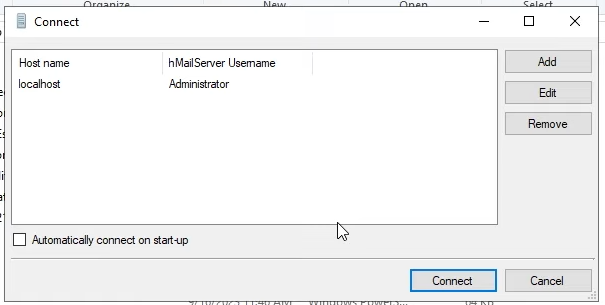 Organize New Open Select
Connect
Host name hMailServer Username
localhost Administrator
Add
Edit
Remove
Automatically connect on start-up
Connect Cancel